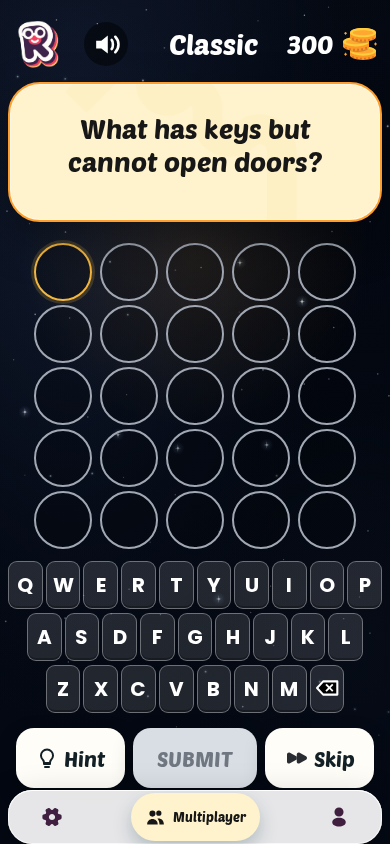 R
Classic
300
What has keys but
cannot open doors?
Q W E R T Y U I O P
A S D F G H J K L
Z X C V B N M
Hint
SUBMIT
Skip
Multiplayer